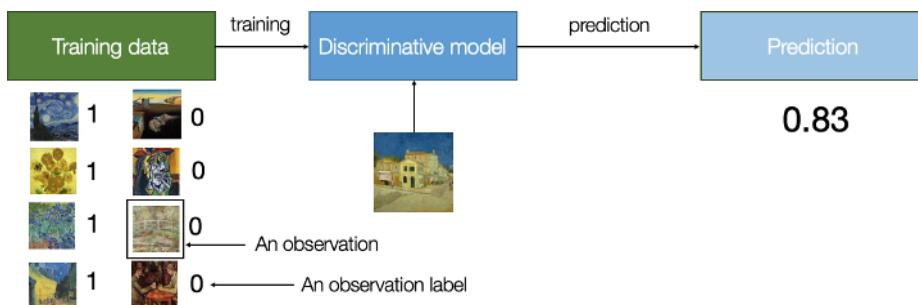 Training data
training
Discriminative model
prediction
Prediction
1
0
0.83
1
0
1
0
An observation
1
0
An observation label